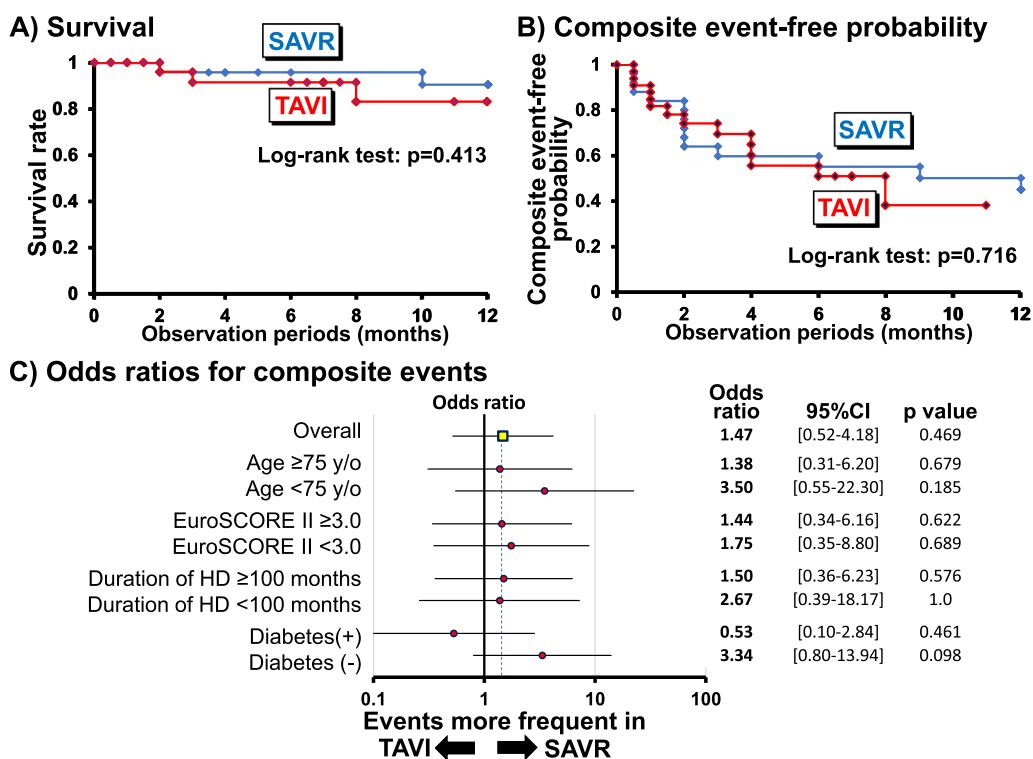 A) Survival
SAVR
TAVI
Log-rank test: p=0.413
Survival rate
1
0.8
0.6
0.4
0.2
0
0 2 4 6 8 10 12
Observation periods (months)
B) Composite event-free probability
SAVR
TAVI
Log-rank test: p=0.716
Composite event-free
probability
1
0.8
0.6
0.4
0.2
0
0 2 4 6 8 10 12
Observation periods (months)
C) Odds ratios for composite events
Odds ratio
Odds
ratio 95%CI p value
Overall 1.47 [0.52-4.18] 0.469
Age ≥75 y/o 1.38 [0.31-6.20] 0.679
Age <75 y/o 3.50 [0.55-22.30] 0.185
EuroSCORE II ≥3.0 1.44 [0.34-6.16] 0.622
EuroSCORE II <3.0 1.75 [0.35-8.80] 0.689
Duration of HD ≥100 months 1.50 [0.36-6.23] 0.576
Duration of HD <100 months 2.67 [0.39-18.17] 1.0
Diabetes(+) 0.53 [0.10-2.84] 0.461
Diabetes (-) 3.34 [0.80-13.94] 0.098
0.1 1 10 100
Events more frequent in
TAVI SAVR